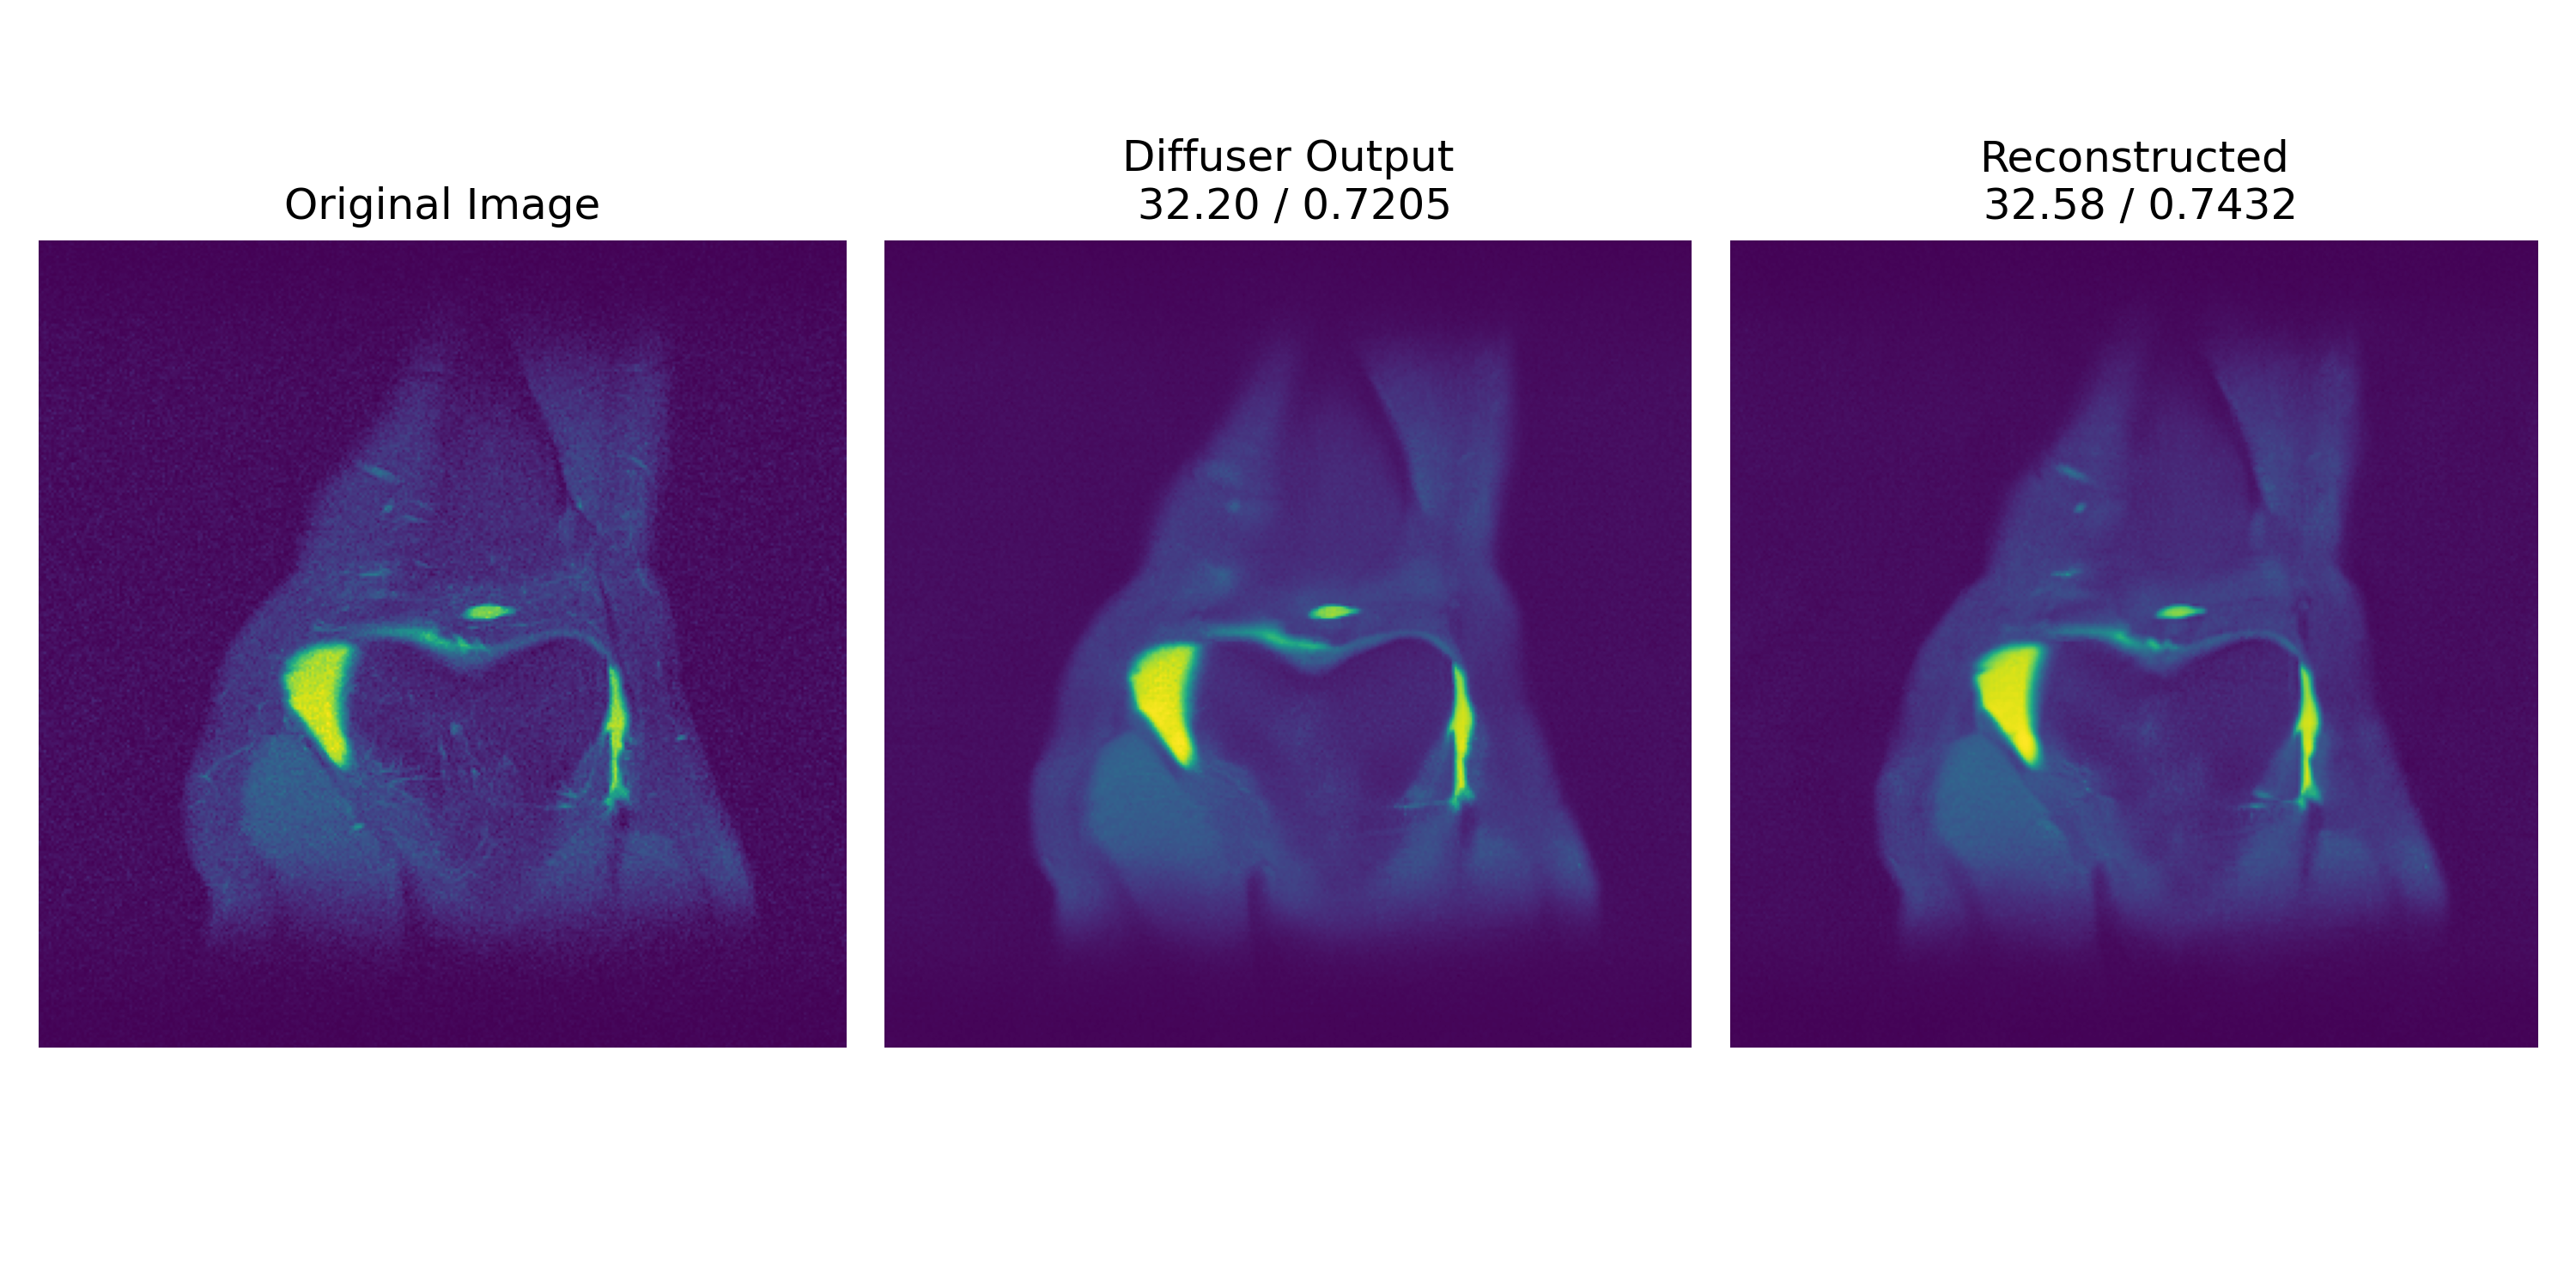 Original Image
Diffuser Output
32.20 / 0.7205
Reconstructed
32.58 / 0.7432